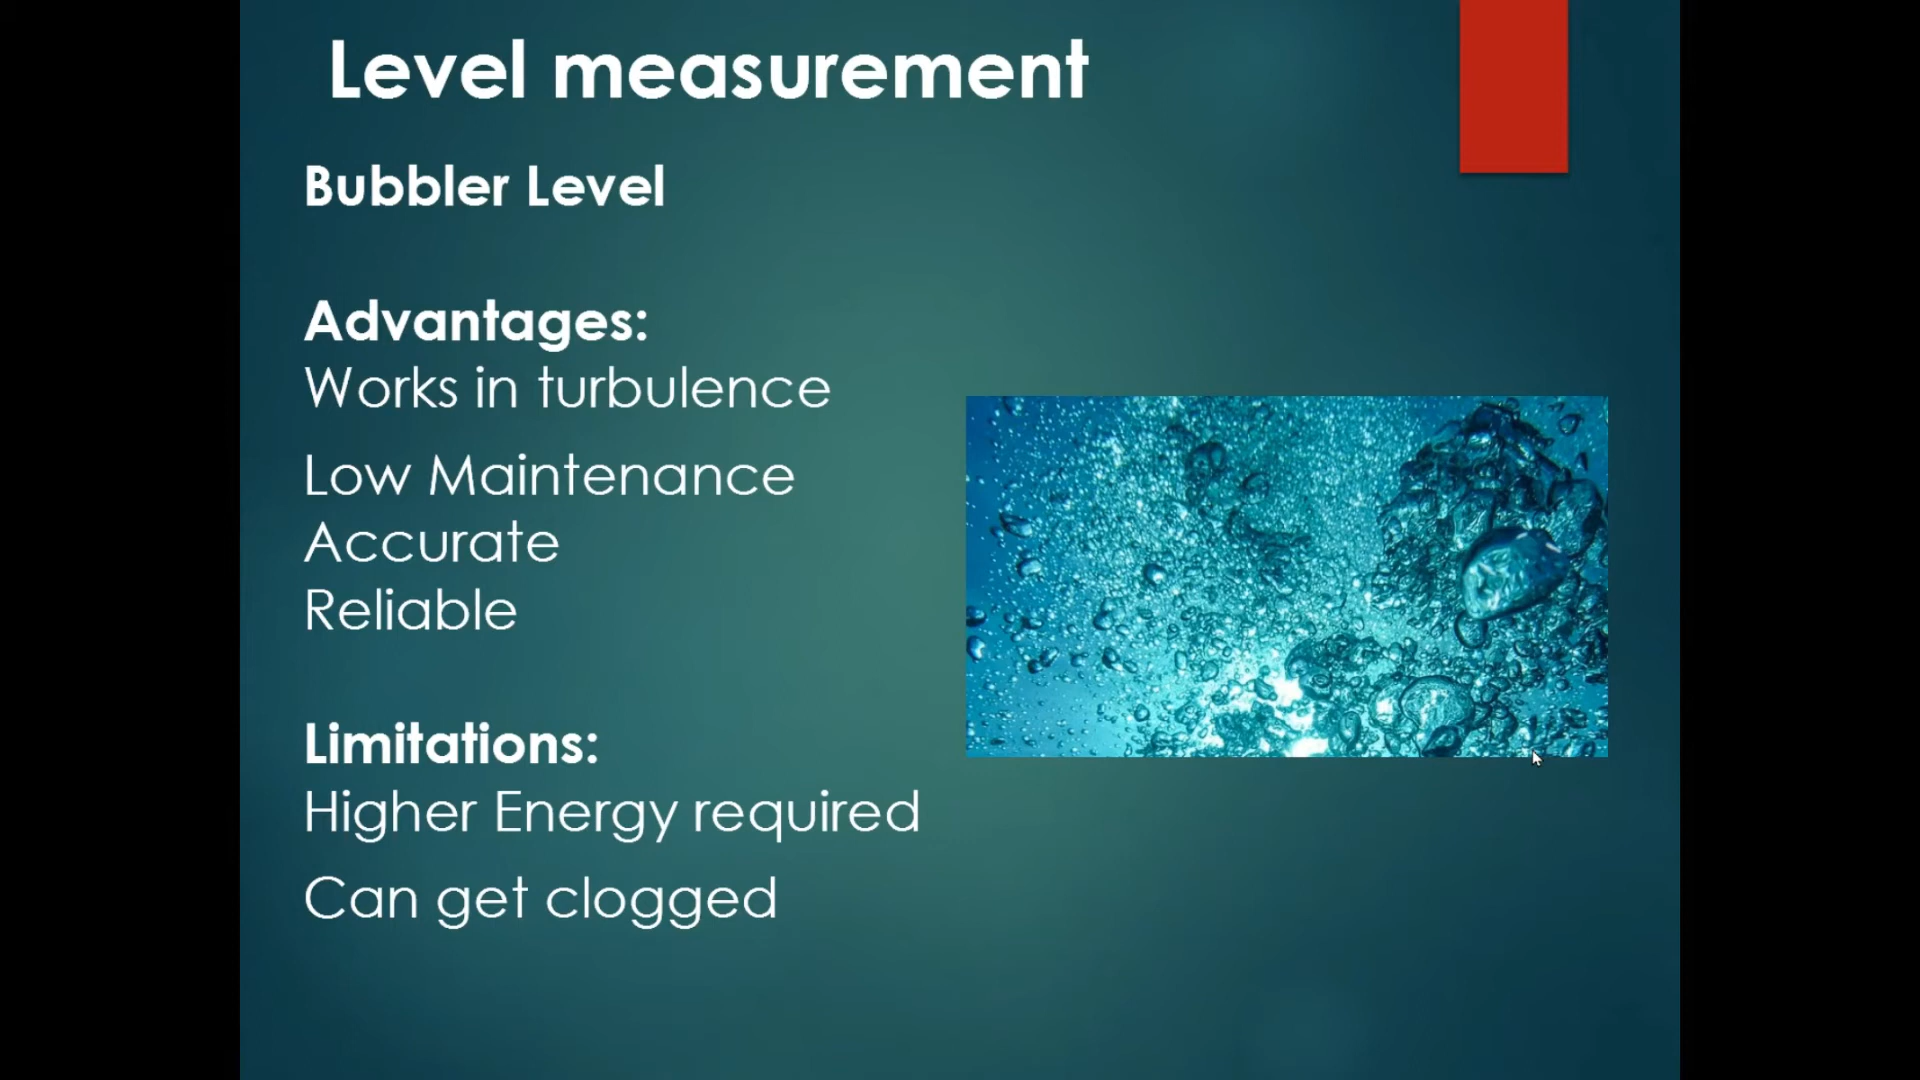 Level measurement
Bubbler Level
Advantages:
Works in turbulence
Low Maintenance
Accurate
Reliable
Limitations:
Higher Energy required
Can get clogged